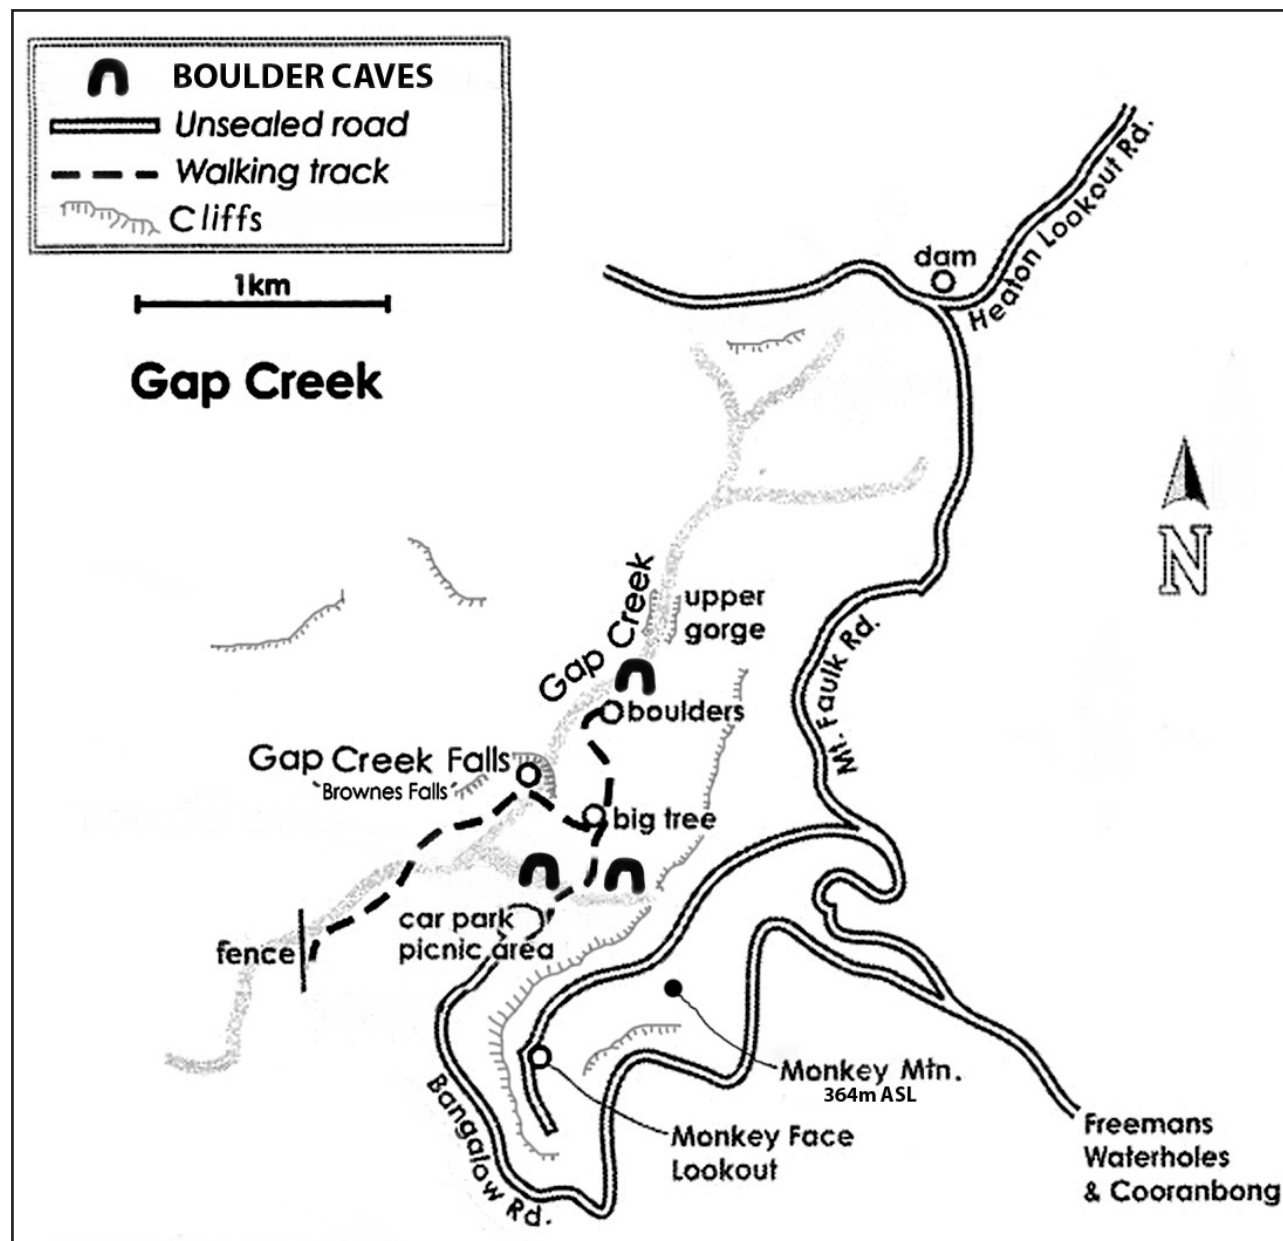 BOULDER CAVES
Unsealed road
Walking track
Cliffs
1km
Gap Creek
dam
Heaton Lookout Rd.
N
Gap Creek
upper
gorge
boulders
Mt. Faulk Rd.
Gap Creek Falls
"Brownes Falls"
big tree
car park
picnic area
fence
Monkey Mtn.
364m ASL
Bangalow Rd.
Monkey Face
Lookout
Freemans
Waterholes
& Cooranbong